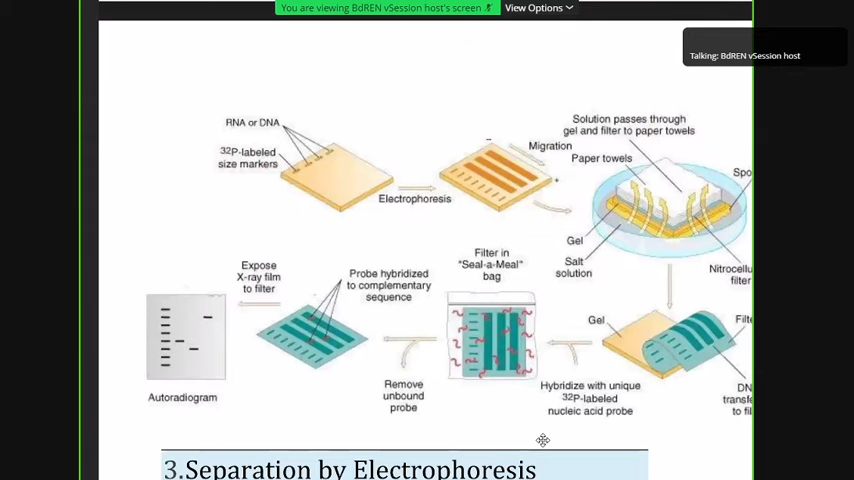 You are viewing BdREN vSession host's screen
View Options
Talking: BdREN vSession host
RNA or DNA
32P-labeled
size markers
Electrophoresis
Migration
−
+
Solution passes through
gel and filter to paper towels
Paper towels
Gel
Salt
solution
Expose
X-ray film
to filter
Probe hybridized
to complementary
sequence
Filter in
"Seal-a-Meal"
bag
Gel
Autoradiogram
Remove
unbound
probe
Hybridize with unique
32P-labeled
nucleic acid probe
filter
3.Separation by Electrophoresis